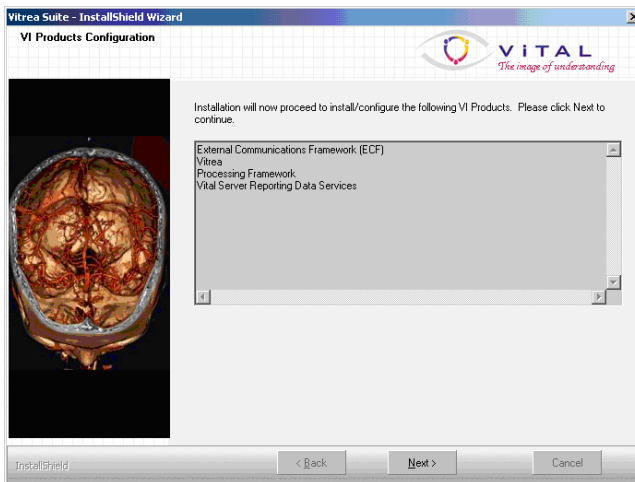 Vitrea Suite - InstallShield Wizard
VI Products Configuration
ViTAL
The image of understanding
Installation will now proceed to install/configure the following VI Products. Please click Next to
continue.
External Communications Framework (ECF)
Vitrea
Processing Framework
Vital Server Reporting Data Services
InstallShield
< Back
Next >
Cancel